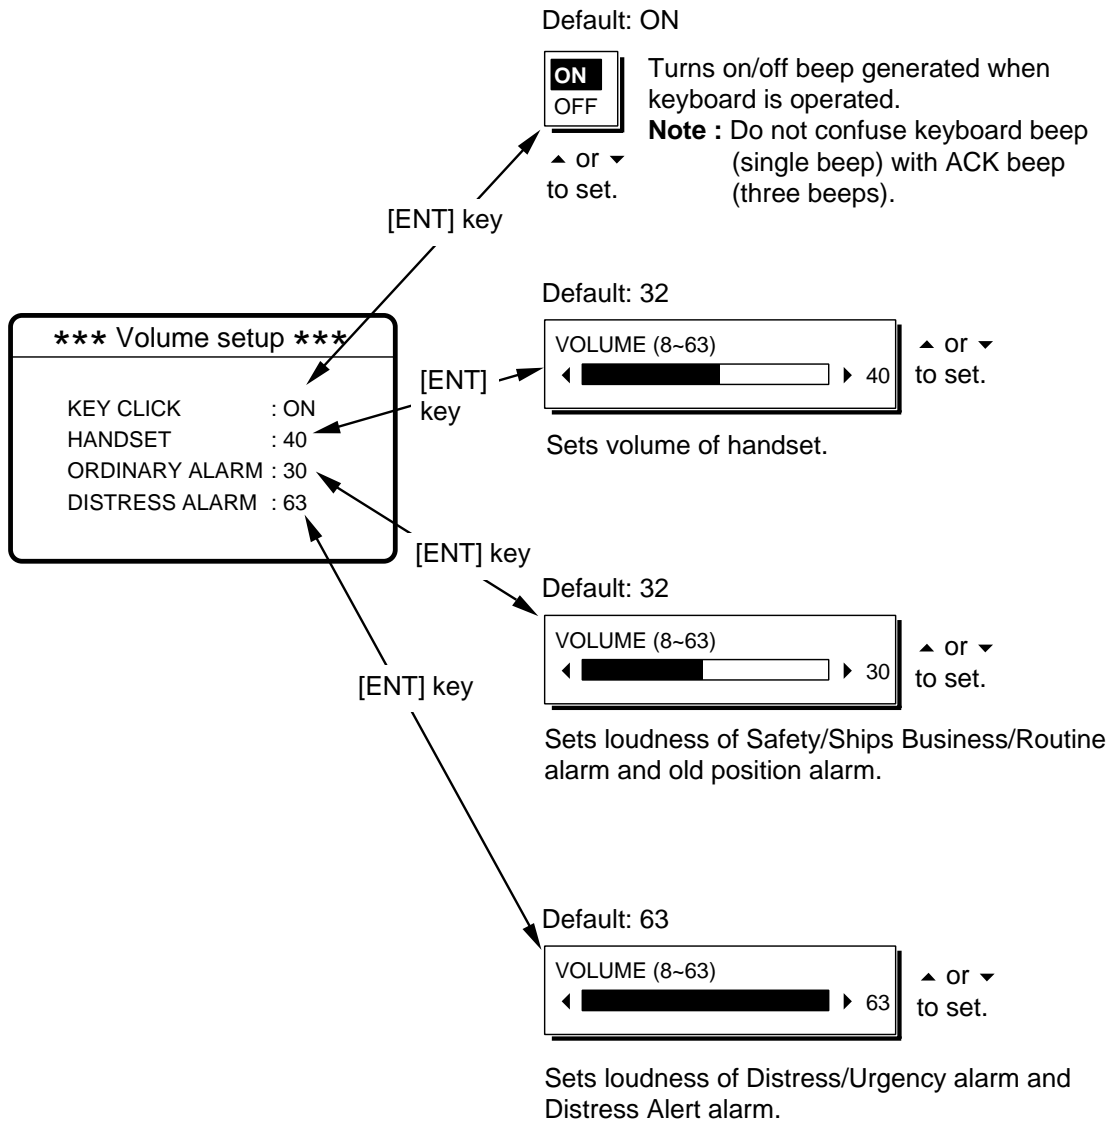 Default: ON
ON
OFF
Turns on/off beep generated when
keyboard is operated.
Note : Do not confuse keyboard beep
(single beep) with ACK beep
(three beeps).
▲ or ▼
to set.
[ENT] key
*** Volume setup ***
KEY CLICK : ON
HANDSET : 40
ORDINARY ALARM : 30
DISTRESS ALARM : 63
[ENT]
key
Default: 32
VOLUME (8~63)
40
▲ or ▼
to set.
Sets volume of handset.
[ENT] key
Default: 32
VOLUME (8~63)
30
▲ or ▼
to set.
Sets loudness of Safety/Ships Business/Routine
alarm and old position alarm.
[ENT] key
Default: 63
VOLUME (8~63)
63
▲ or ▼
to set.
Sets loudness of Distress/Urgency alarm and
Distress Alert alarm.